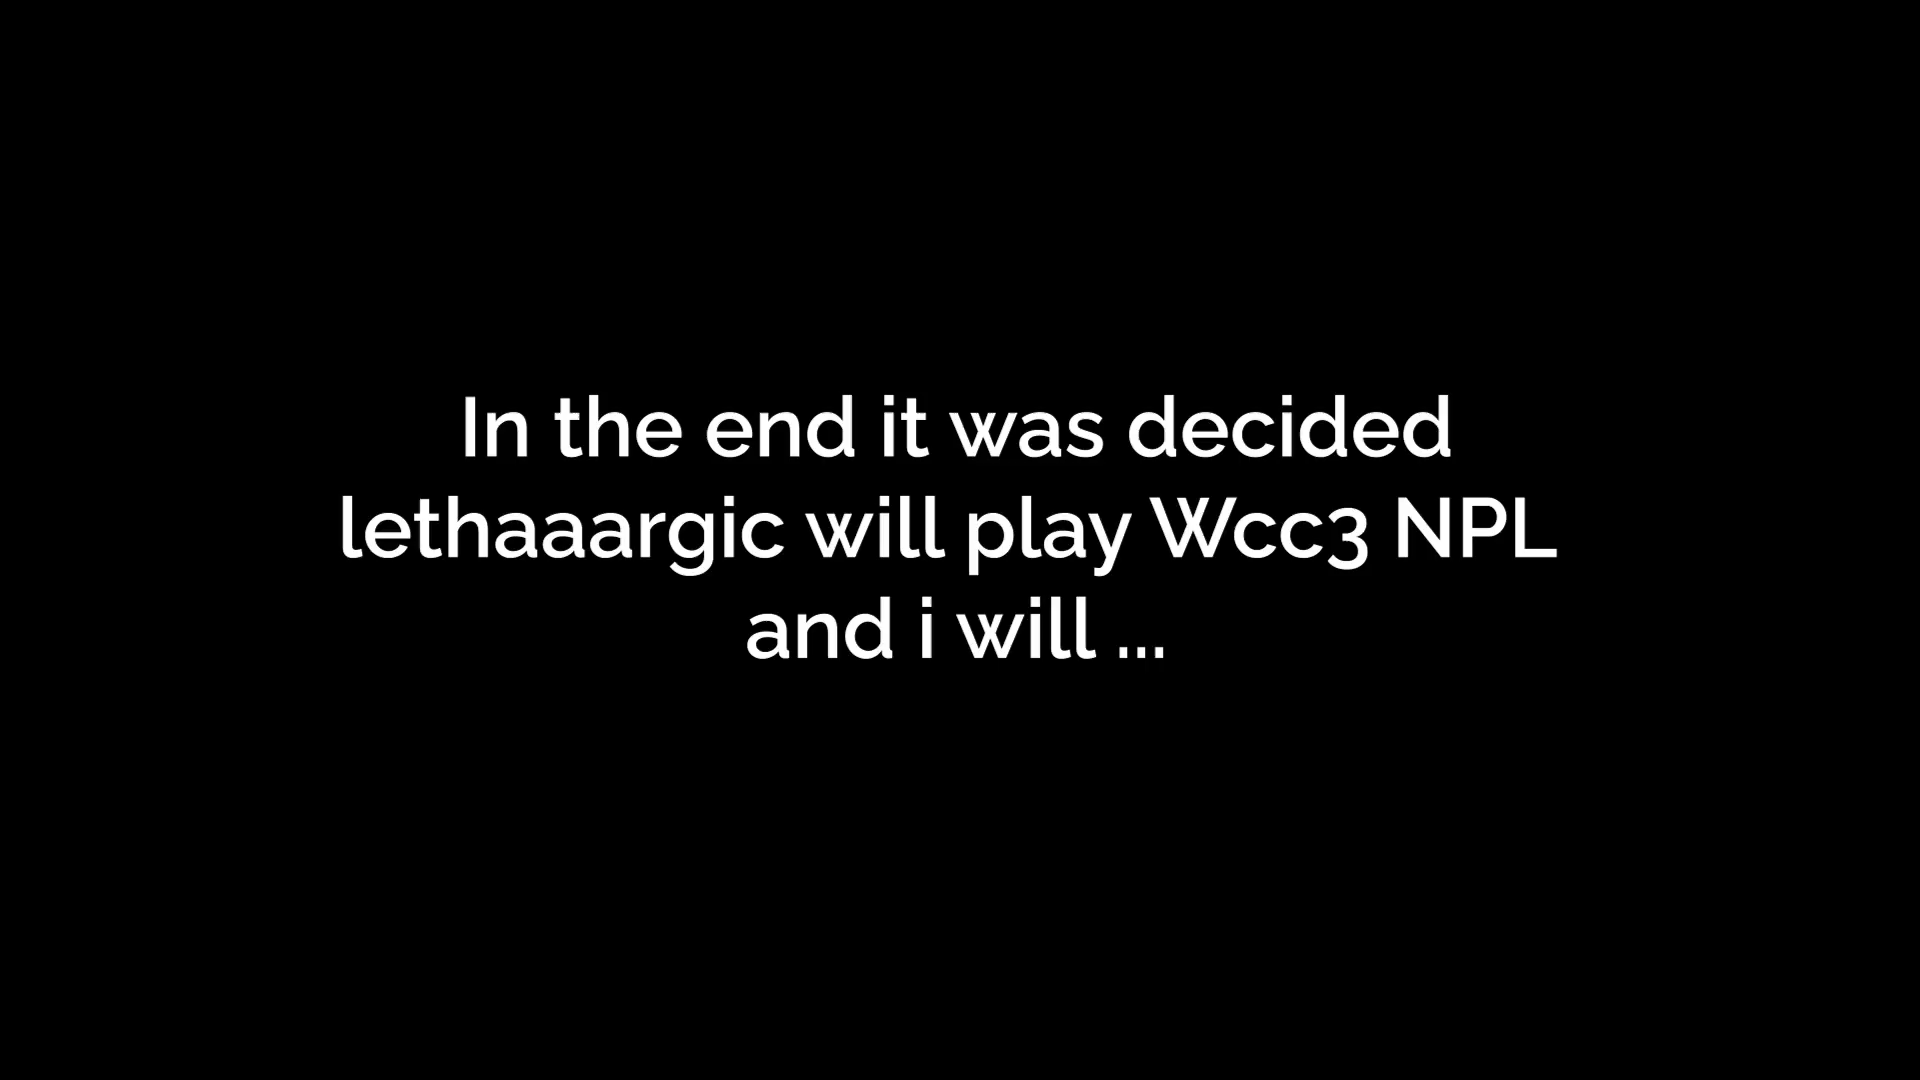 In the end it was decided
lethaaargic will play Wcc3 NPL
and i will ...